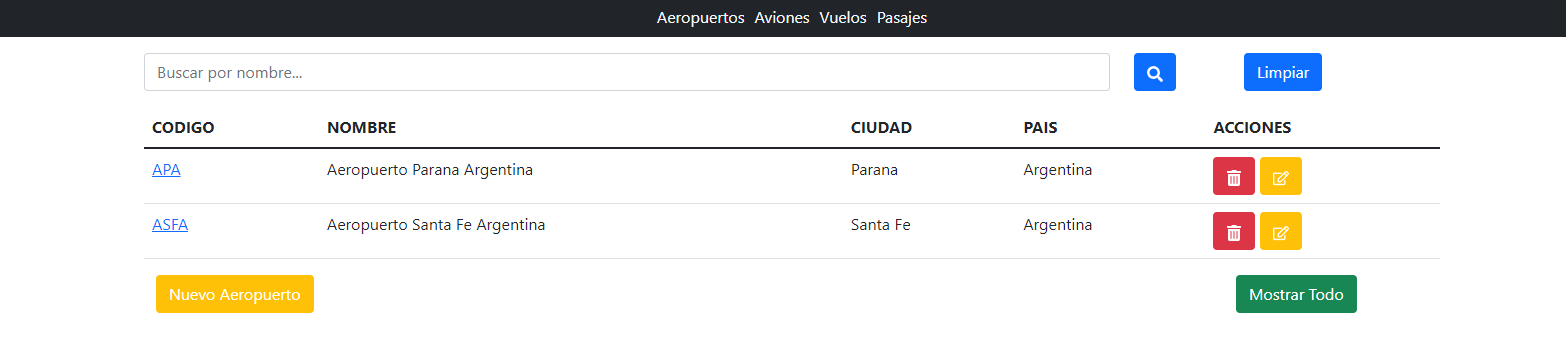 Aeropuertos Aviones Vuelos Pasajes
Buscar por nombre... Limpiar
CODIGO NOMBRE CIUDAD PAIS ACCIONES
APA Aeropuerto Parana Argentina Parana Argentina
ASFA Aeropuerto Santa Fe Argentina Santa Fe Argentina
Nuevo Aeropuerto Mostrar Todo